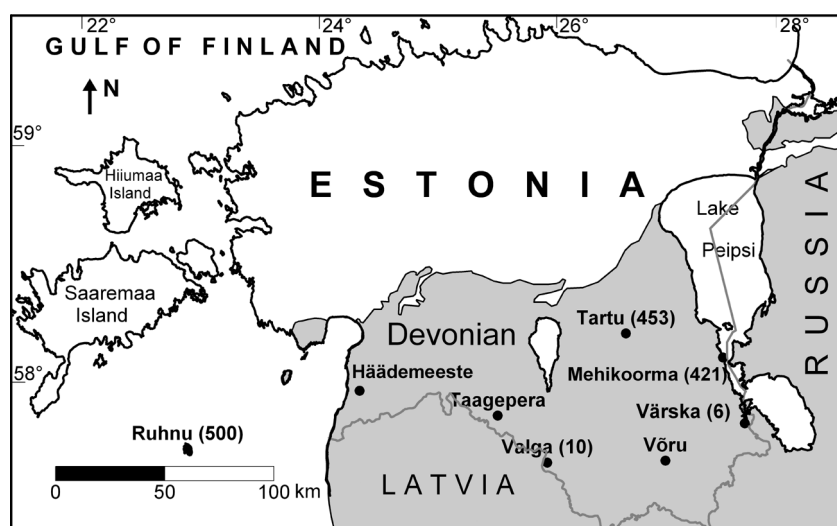 22° 24° 26° 28°
GULF OF FINLAND
N
59°
Hiiumaa
Island
ESTONIA
Lake
Peipsi
RUSSIA
Saaremaa
Island
Tartu (453)
Devonian
58°
Häädemeeste
Mehikoorma (421)
Taagepera
Värska (6)
Ruhnu (500)
Valga (10)
Võru
LATVIA
0 50 100 km